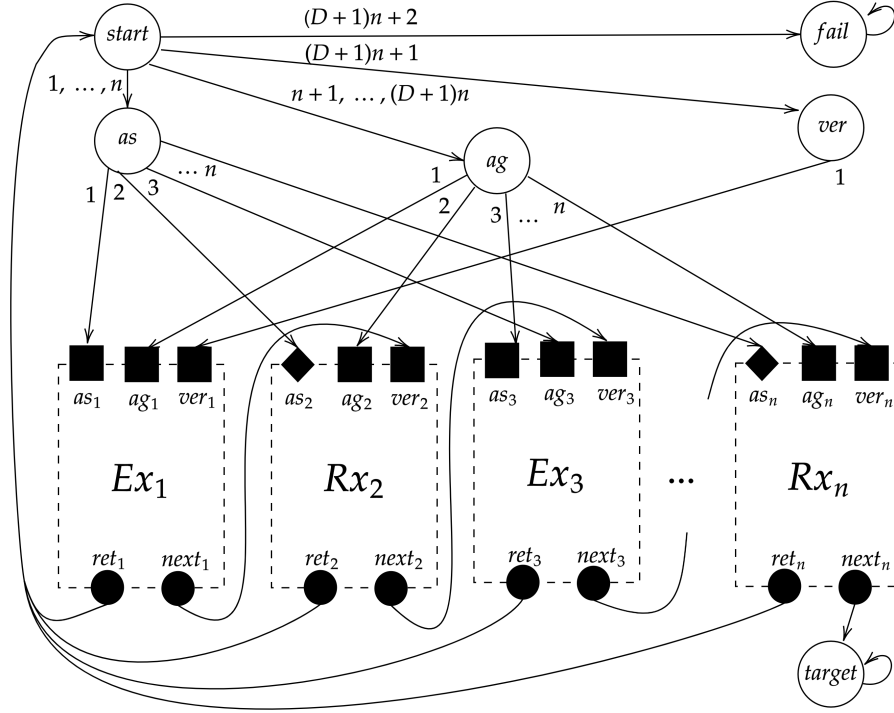 start
(D + 1)n + 2
fail
(D + 1)n + 1
1, … , n
n + 1, … , (D + 1)n
as
ag
ver
1 2 3 … n
1 2 3 … n
1
as₁ ag₁ ver₁
as₂ ag₂ ver₂
as₃ ag₃ ver₃
asₙ agₙ verₙ
Ex₁ Rx₂ Ex₃ ... Rxₙ
ret₁ next₁
ret₂ next₂
ret₃ next₃
retₙ nextₙ
target